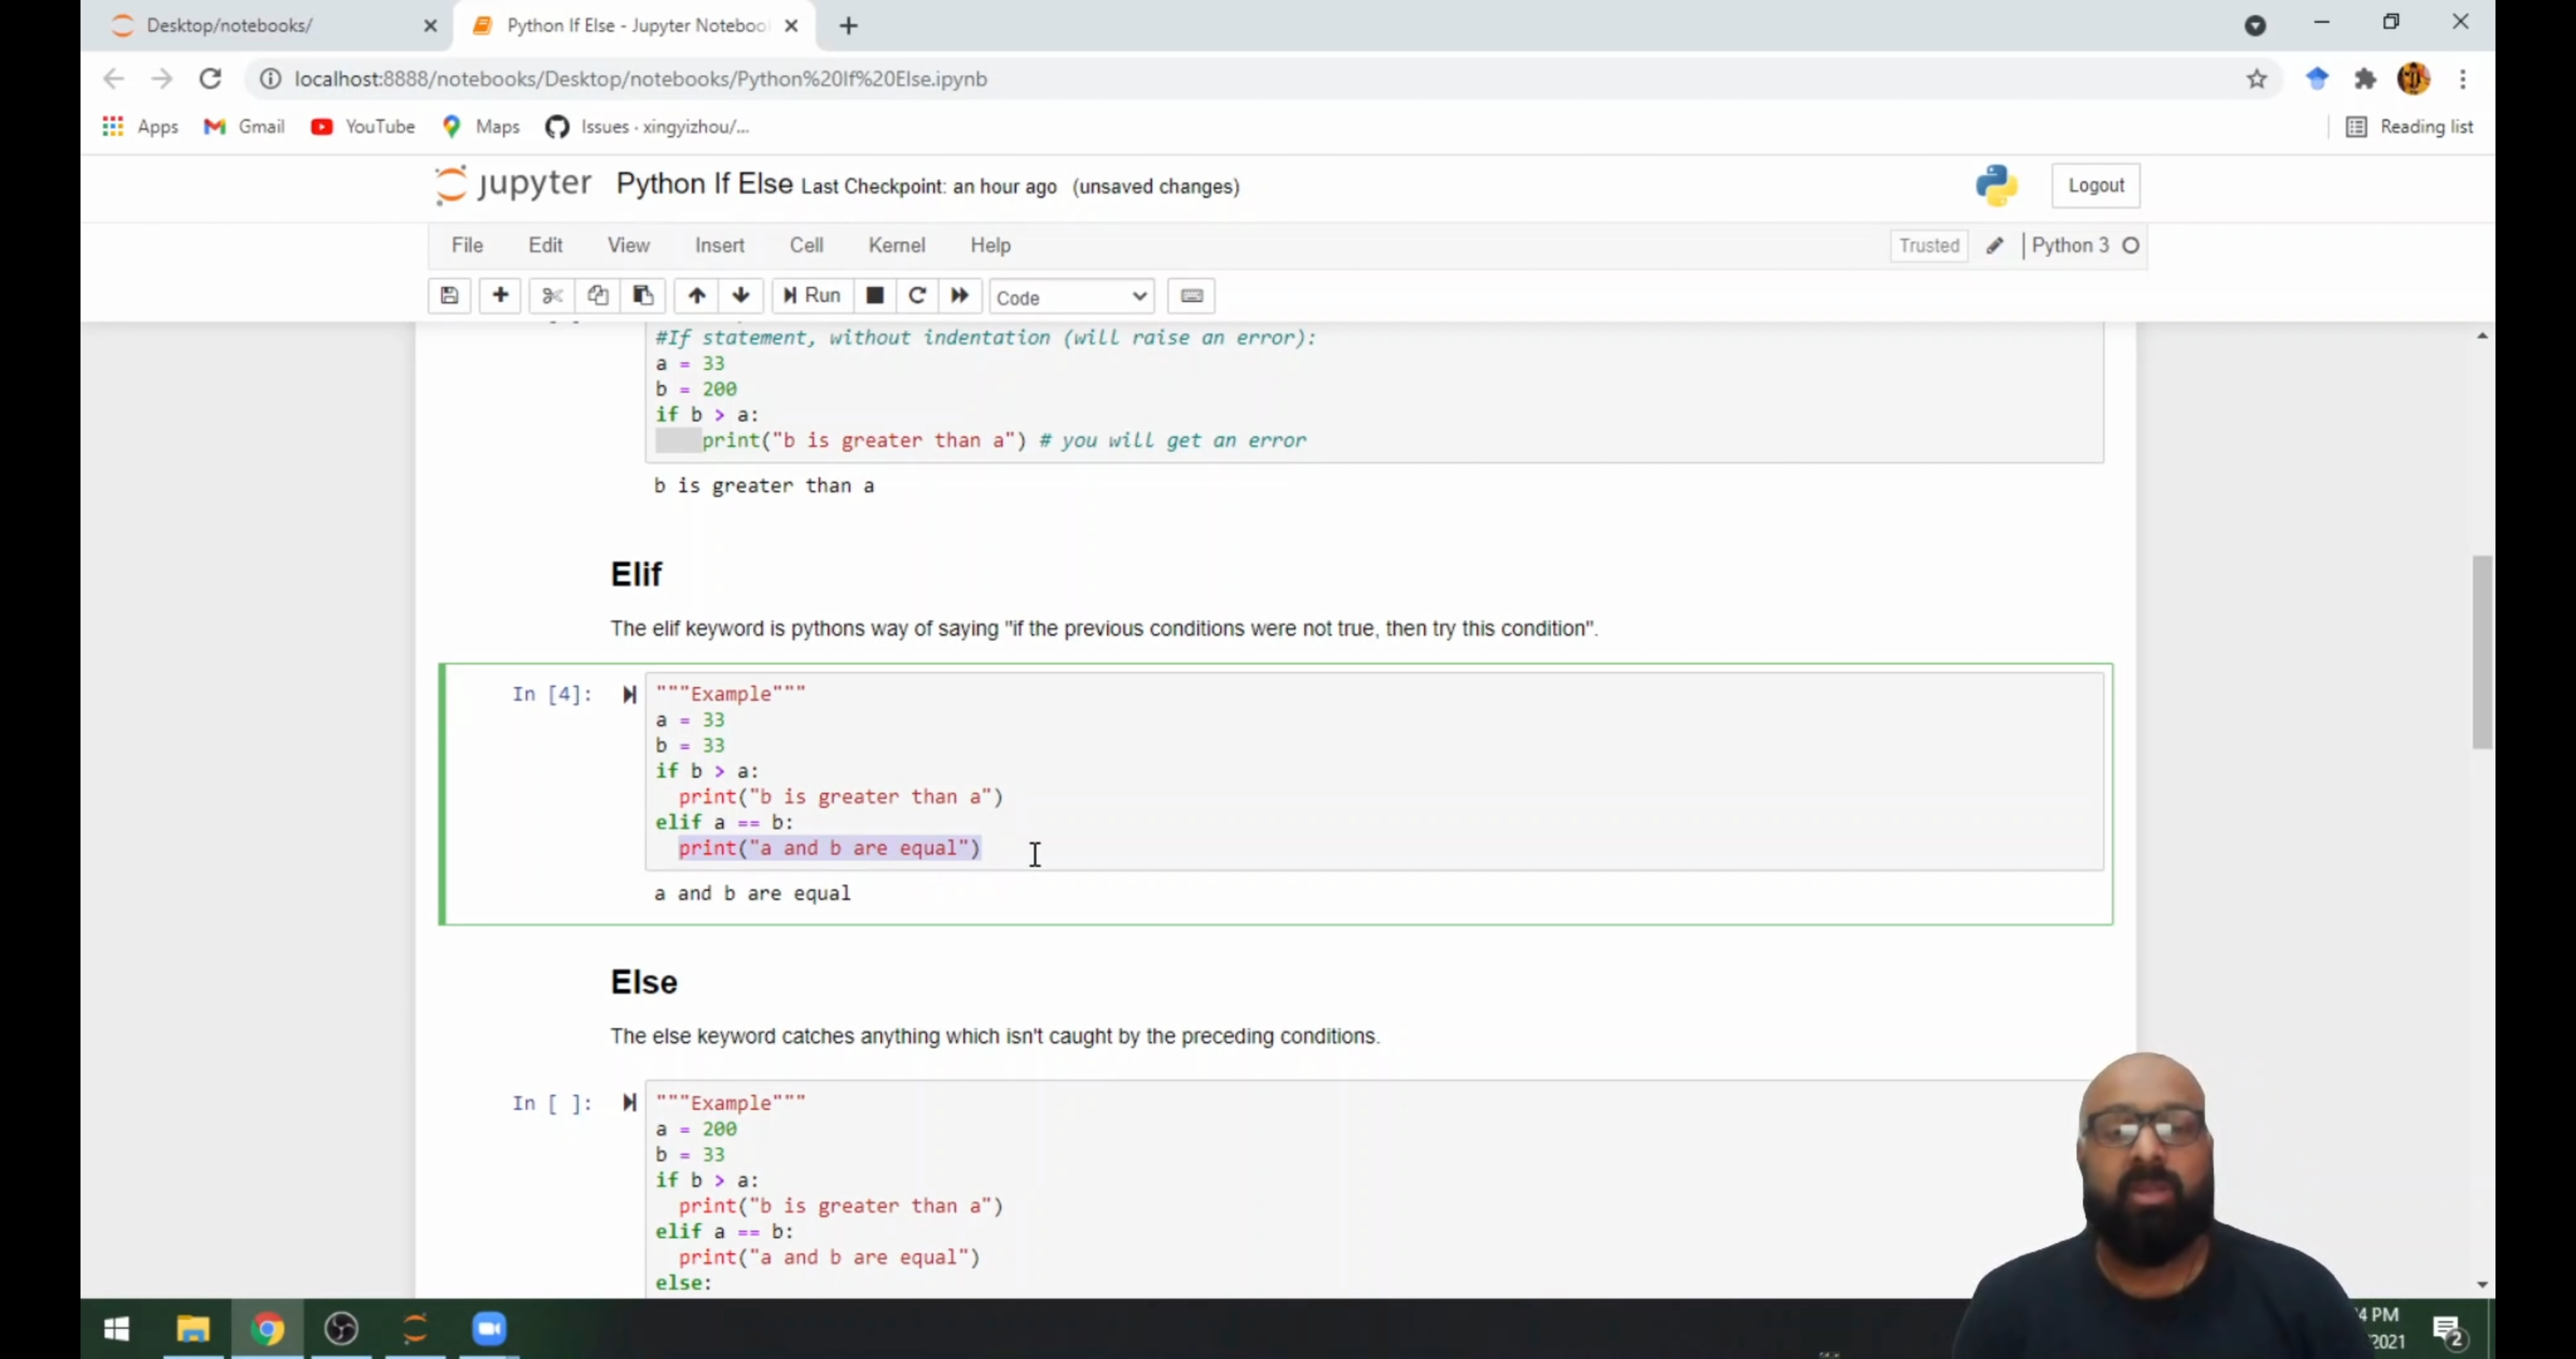 Desktop/notebooks/
Python If Else - Jupyter Noteboo
localhost:8888/notebooks/Desktop/notebooks/Python%20If%20Else.ipynb
Apps Gmail YouTube Maps Issues · xingyizhou/... Reading list
jupyter Python If Else Last Checkpoint: an hour ago (unsaved changes) Logout
File Edit View Insert Cell Kernel Help Trusted Python 3
Run Code
#If statement, without indentation (will raise an error):
a = 33
b = 200
if b > a:
    print("b is greater than a") # you will get an error
b is greater than a
Elif
The elif keyword is pythons way of saying "if the previous conditions were not true, then try this condition".
In [4]: """Example"""
a = 33
b = 33
if b > a:
  print("b is greater than a")
elif a == b:
  print("a and b are equal")
a and b are equal
Else
The else keyword catches anything which isn't caught by the preceding conditions.
In [ ]: """Example"""
a = 200
b = 33
if b > a:
  print("b is greater than a")
elif a == b:
  print("a and b are equal")
else:
4 PM
2021
2